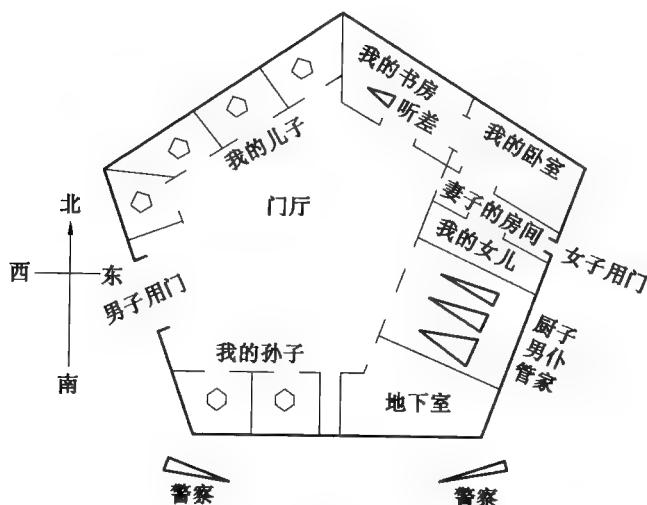 我的书房
听差
我的卧室
我的儿子
门厅
妻子的房间
我的女儿
女子用门
北
西
东
南
男子用门
厨子
男仆
管家
我的孙子
地下室
警察
警察